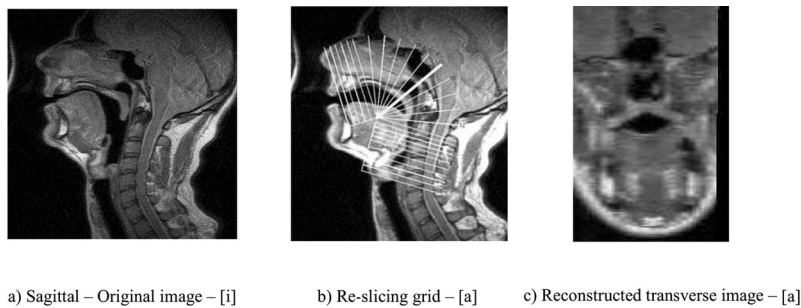 a) Sagittal – Original image – [i] b) Re-slicing grid – [a] c) Reconstructed transverse image – [a]